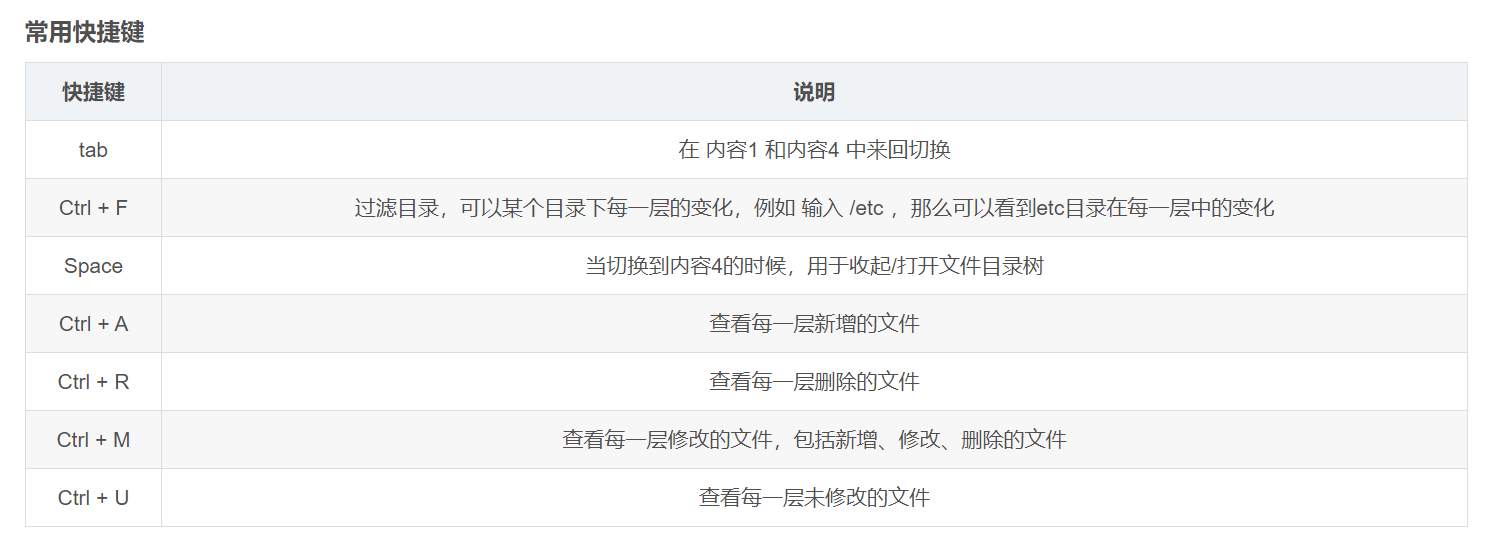 常用快捷键
快捷键 说明
tab 在 内容1 和内容4 中来回切换
Ctrl + F 过滤目录，可以某个目录下每一层的变化，例如 输入 /etc ，那么可以看到etc目录在每一层中的变化
Space 当切换到内容4的时候，用于收起/打开文件目录树
Ctrl + A 查看每一层新增的文件
Ctrl + R 查看每一层删除的文件
Ctrl + M 查看每一层修改的文件，包括新增、修改、删除的文件
Ctrl + U 查看每一层未修改的文件